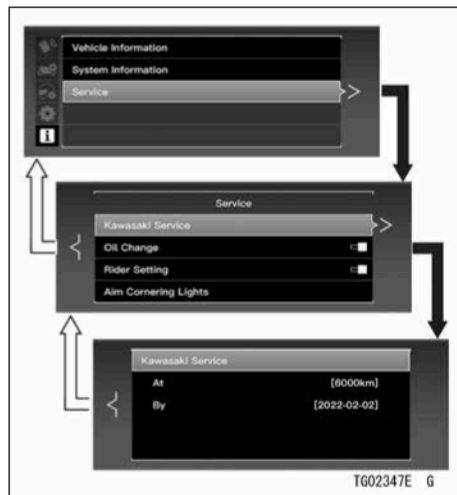 Vehicle Information
System Information
Service
i
Service
Kawasaki Service
Oil Change
Rider Setting
Aim Cornering Lights
Kawasaki Service
At [6000km]
By [2022-02-02]
TG02347E G